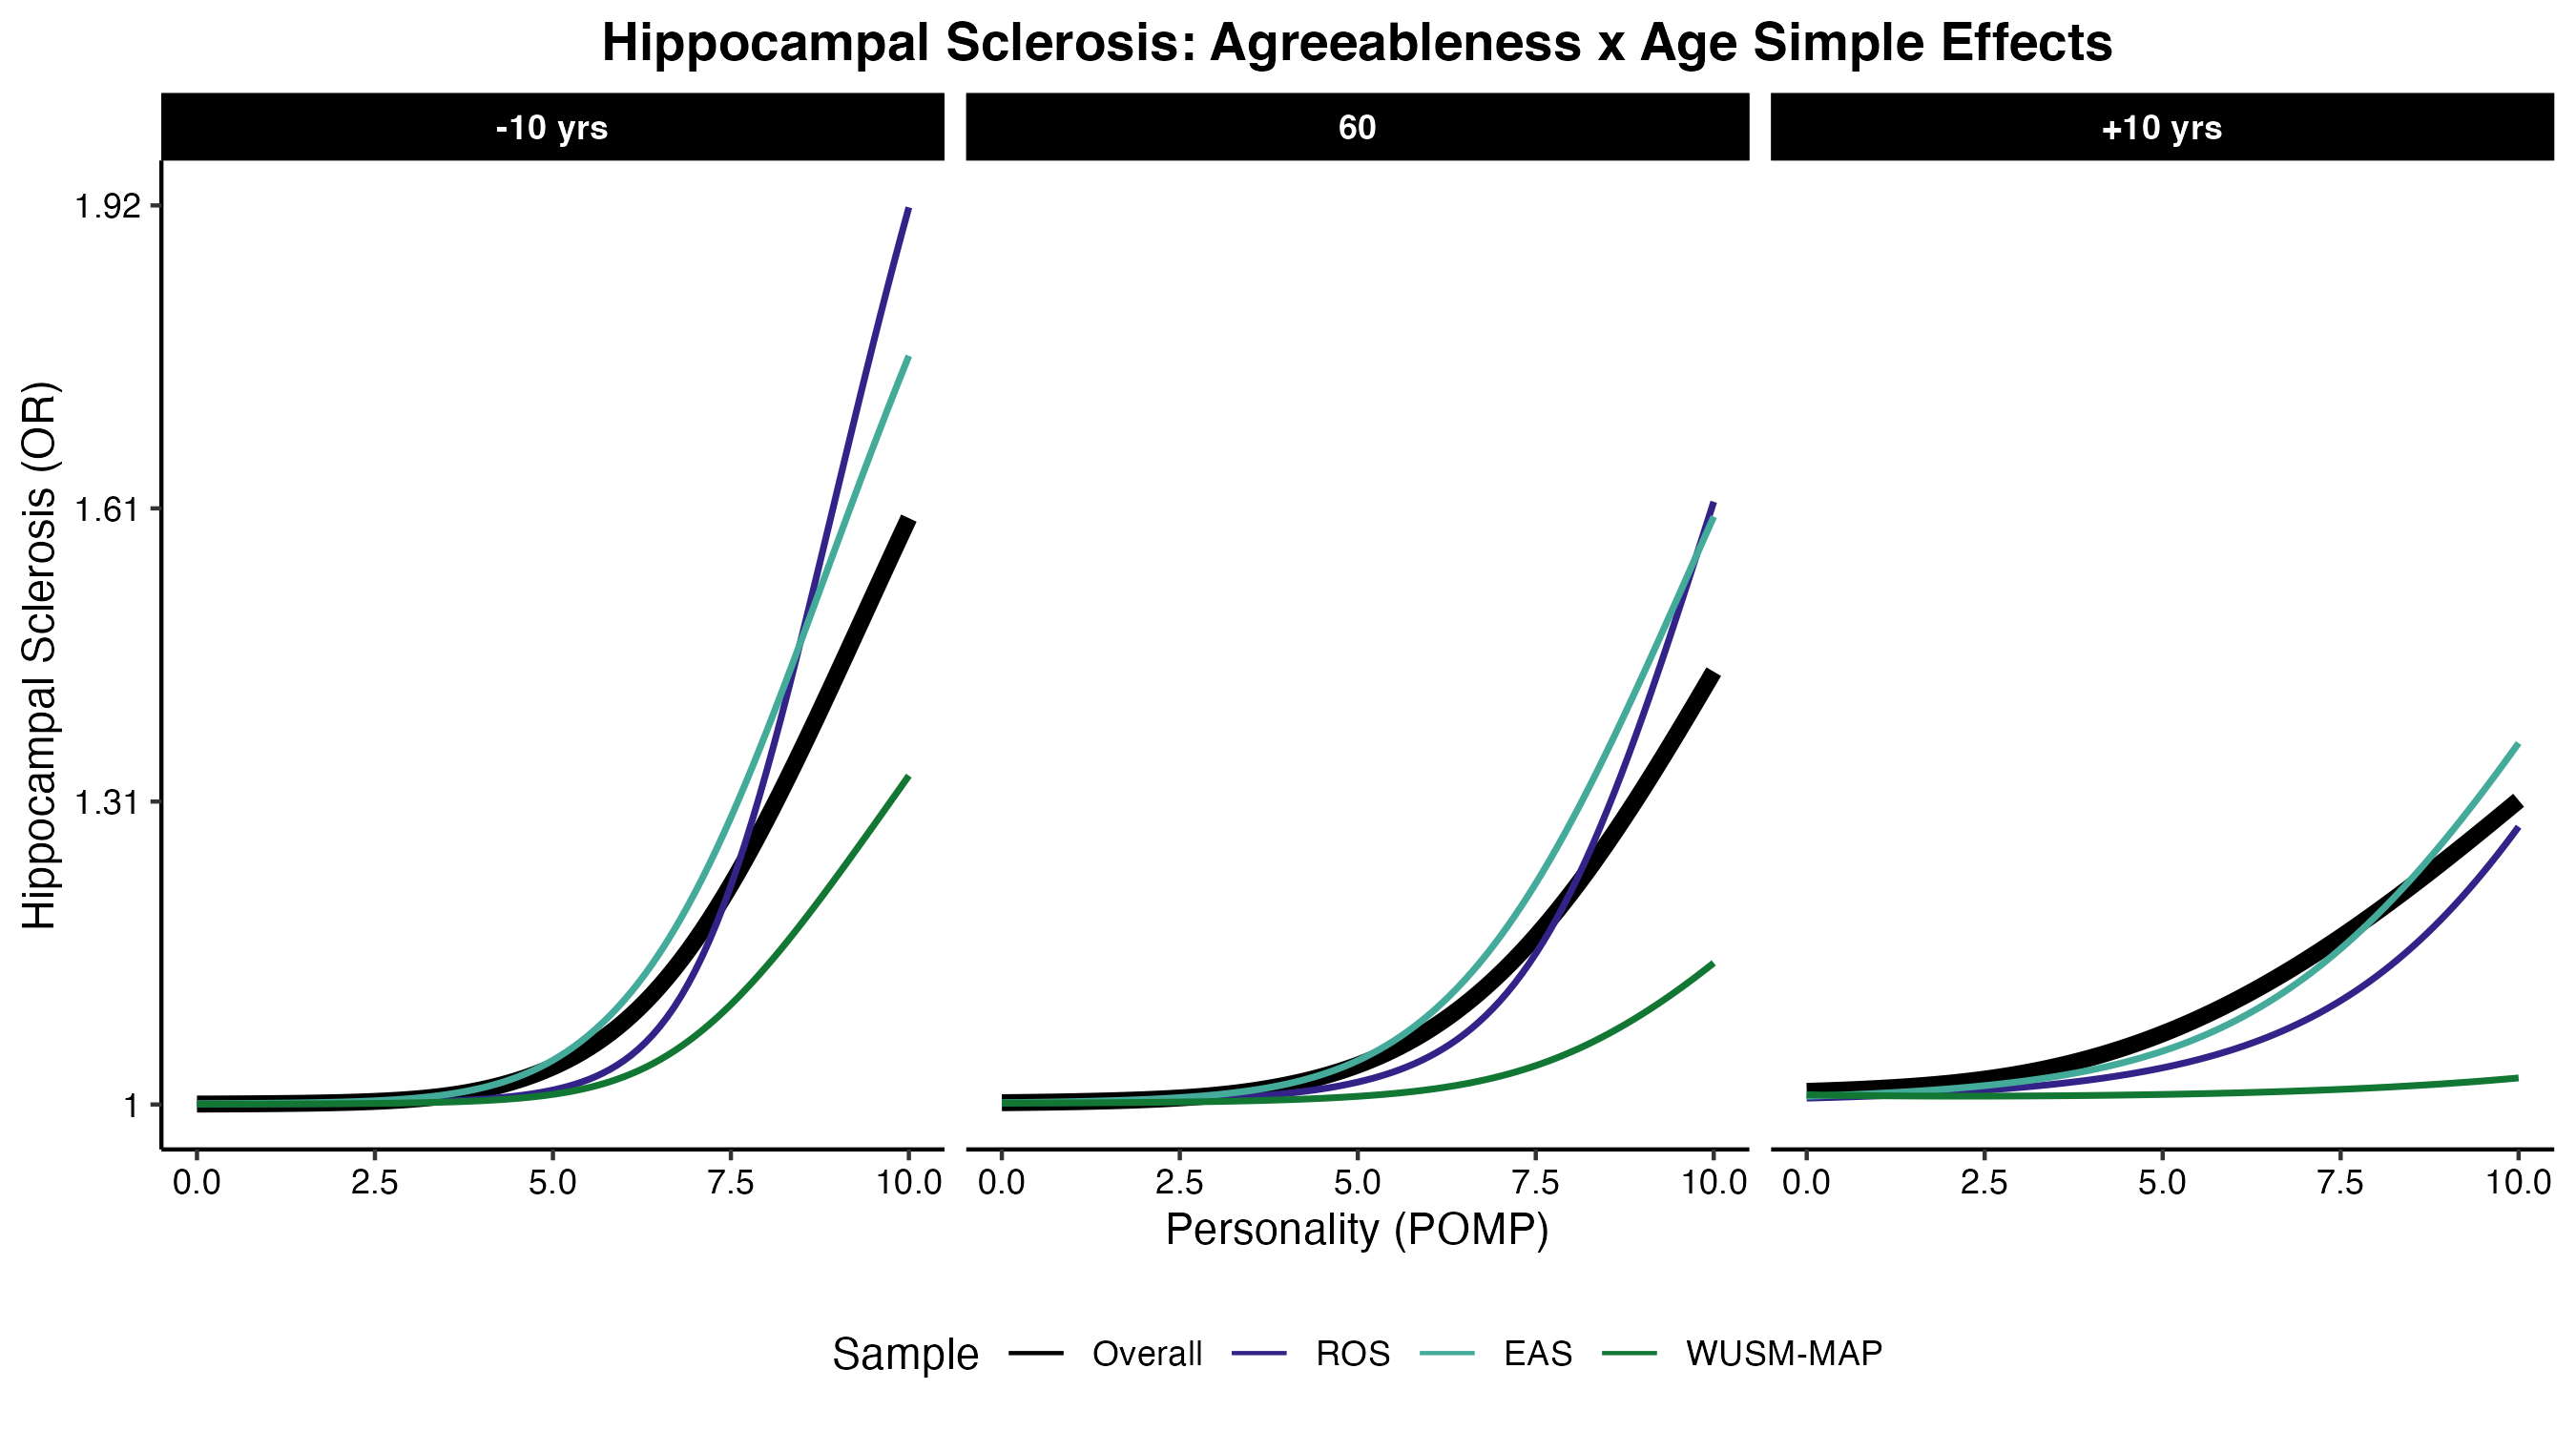 Hippocampal Sclerosis: Agreeableness x Age Simple Effects
-10 yrs
60
+10 yrs
Hippocampal Sclerosis (OR)
1.92
1.61
1.31
1
0.0 2.5 5.0 7.5 10.0
0.0 2.5 5.0 7.5 10.0
0.0 2.5 5.0 7.5 10.0
Personality (POMP)
Sample Overall ROS EAS WUSM-MAP